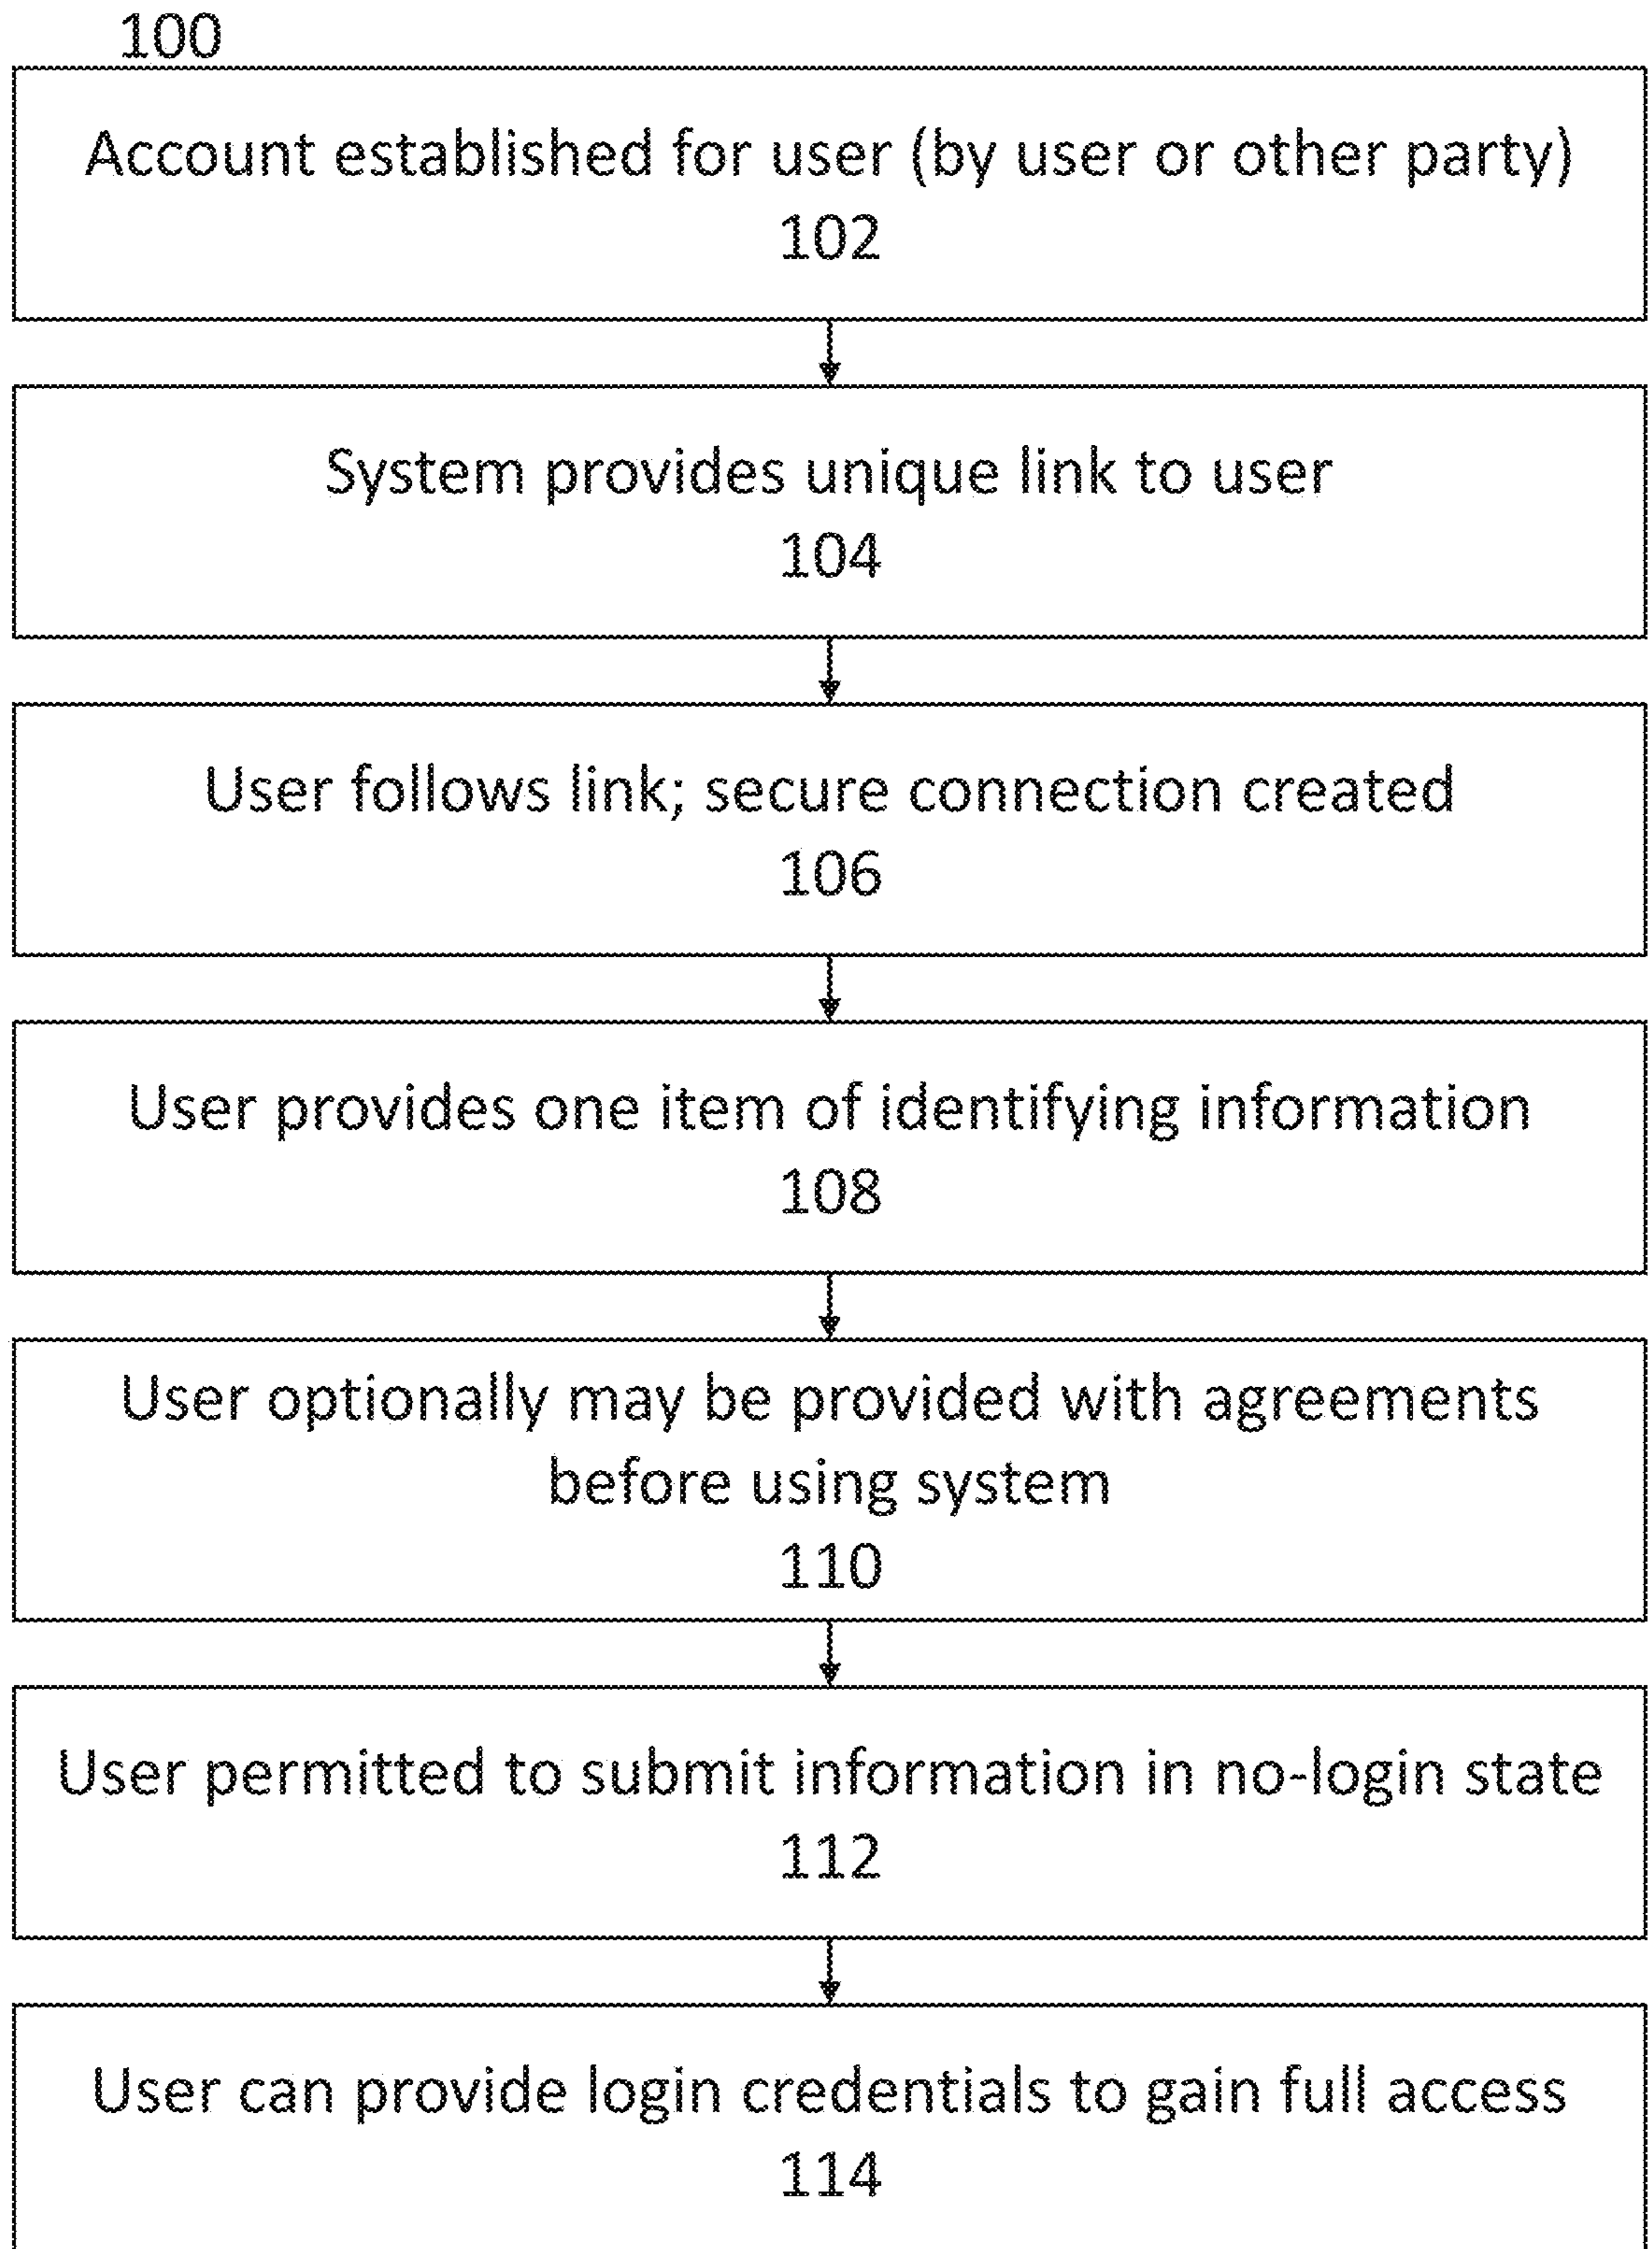 100
Account established for user (by user or other party)
102
System provides unique link to user
104
User follows link; secure connection created
106
User provides one item of identifying information
108
User optionally may be provided with agreements
before using system
110
User permitted to submit information in no-login state
112
User can provide login credentials to gain full access
114